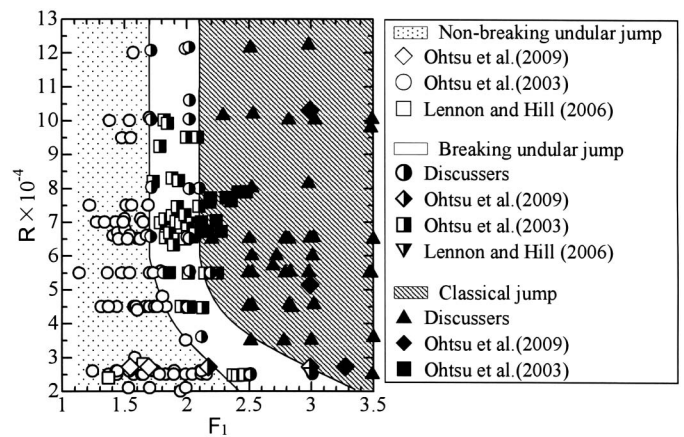 13
12
11
10
9
8
7
6
5
4
3
2
R × 10⁻⁴
1 1.5 2 2.5 3 3.5
F₁
Non-breaking undular jump
Ohtsu et al.(2009)
Ohtsu et al.(2003)
Lennon and Hill (2006)
Breaking undular jump
Discussers
Ohtsu et al.(2009)
Ohtsu et al.(2003)
Lennon and Hill (2006)
Classical jump
Discussers
Ohtsu et al.(2009)
Ohtsu et al.(2003)